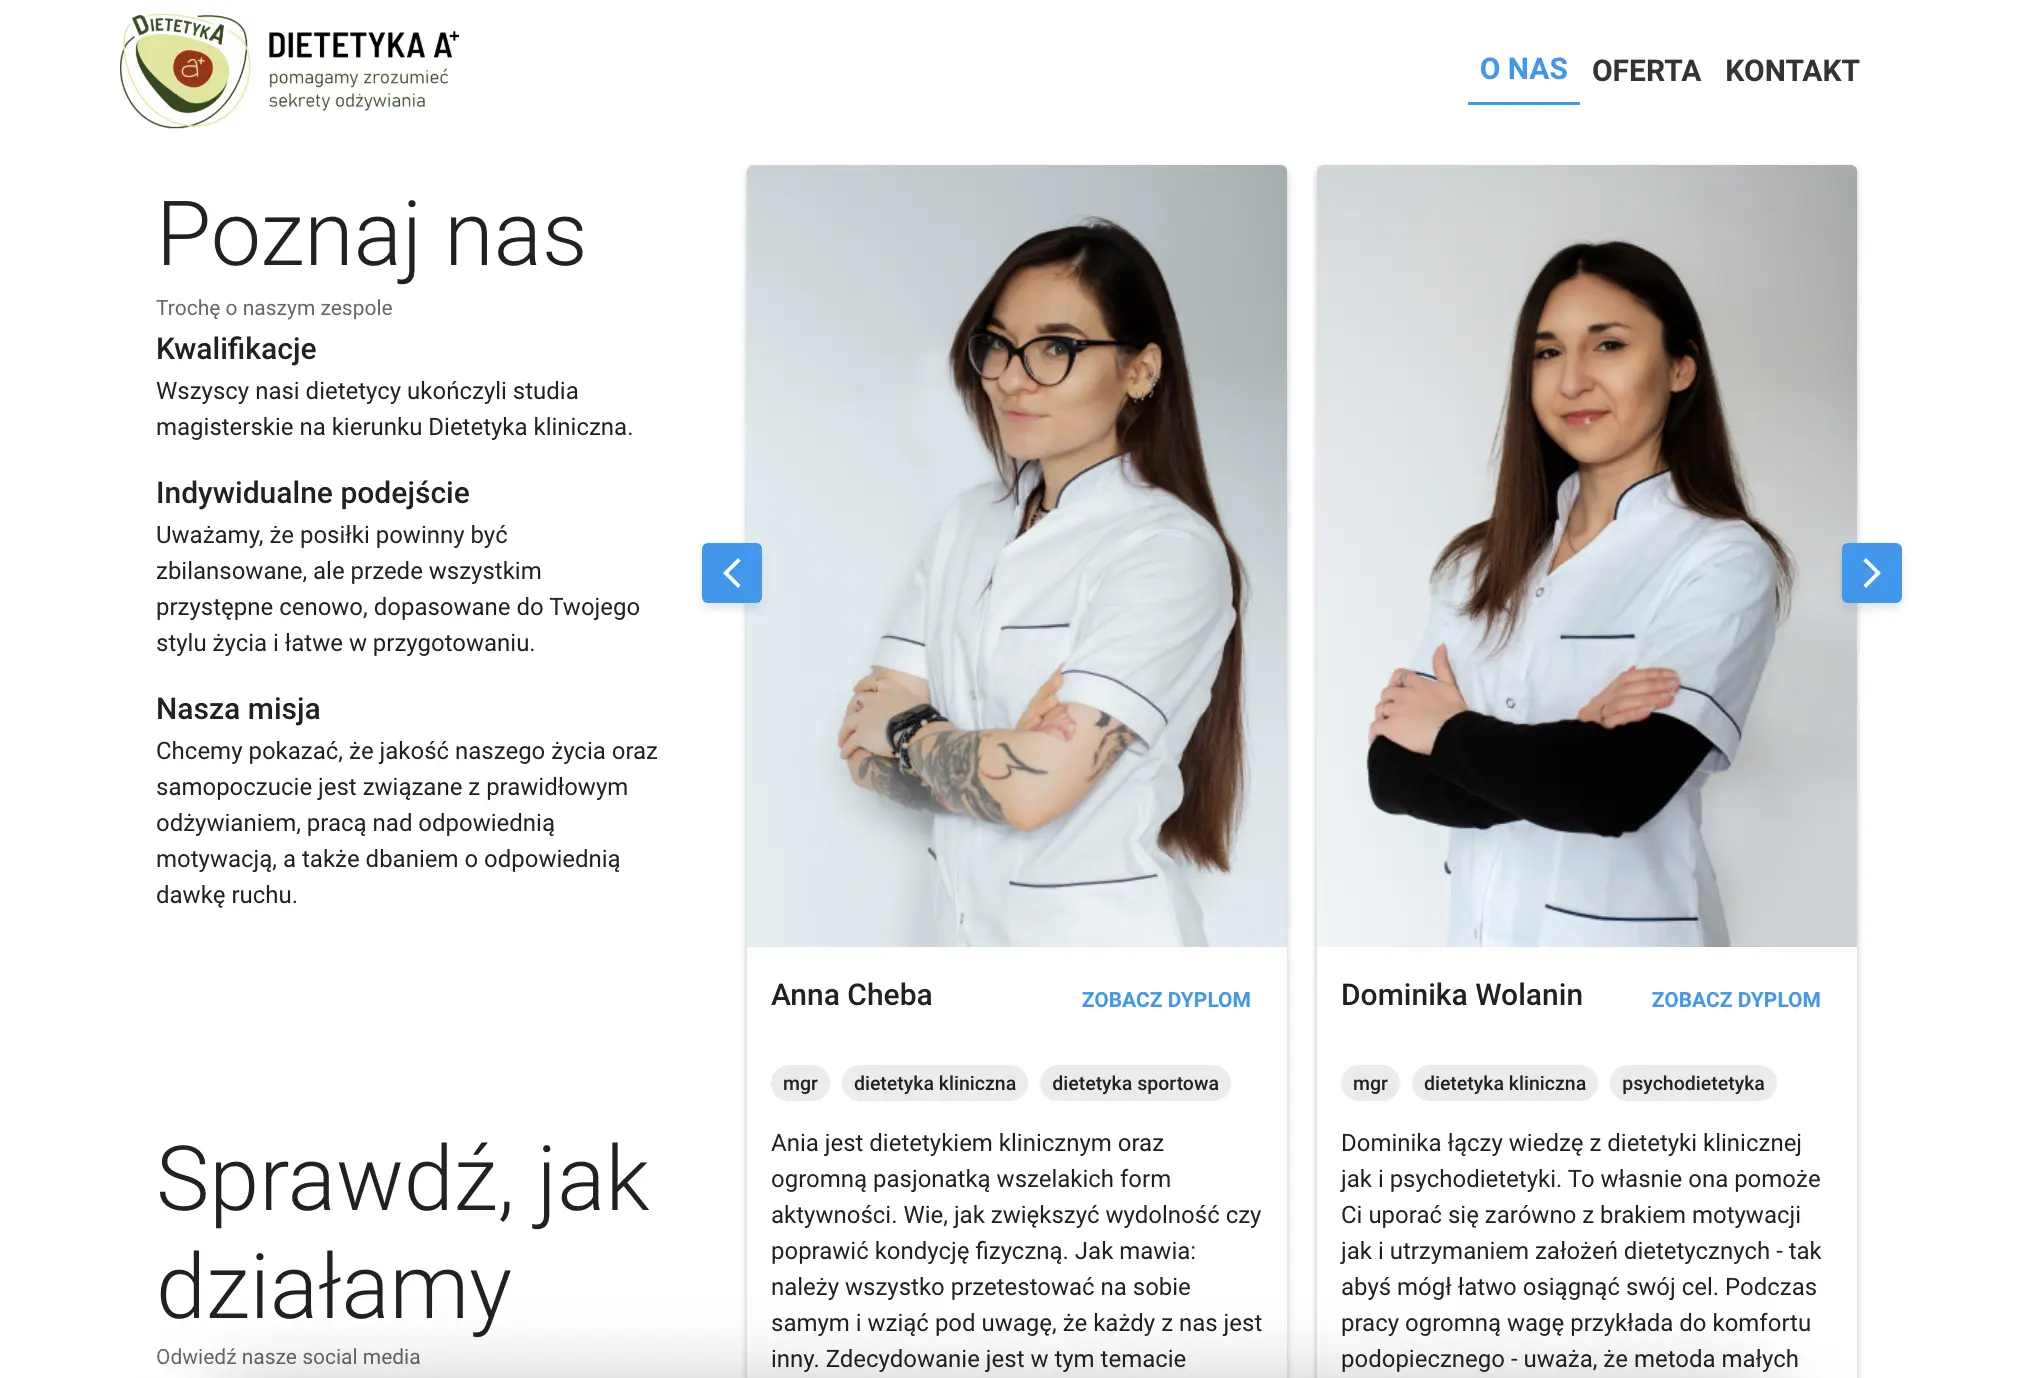 DIETETYKA
a+
DIETETYKA A+
pomagamy zrozumieć
sekrety odżywiania
O NAS
OFERTA
KONTAKT
Poznaj nas
Trochę o naszym zespole
Kwalifikacje
Wszyscy nasi dietetycy ukończyli studia
magisterskie na kierunku Dietetyka kliniczna.
Indywidualne podejście
Uważamy, że posiłki powinny być
zbilansowane, ale przede wszystkim
przystępne cenowo, dopasowane do Twojego
stylu życia i łatwe w przygotowaniu.
Nasza misja
Chcemy pokazać, że jakość naszego życia oraz
samopoczucie jest związane z prawidłowym
odżywianiem, pracą nad odpowiednią
motywacją, a także dbaniem o odpowiednią
dawkę ruchu.
Sprawdź, jak
działamy
Odwiedź nasze social media
Anna Cheba
ZOBACZ DYPLOM
mgr
dietetyka kliniczna
dietetyka sportowa
Ania jest dietetykiem klinicznym oraz
ogromną pasjonatką wszelakich form
aktywności. Wie, jak zwiększyć wydolność czy
poprawić kondycję fizyczną. Jak mawia:
należy wszystko przetestować na sobie
samym i wziąć pod uwagę, że każdy z nas jest
inny. Zdecydowanie jest w tym temacie
Dominika Wolanin
ZOBACZ DYPLOM
mgr
dietetyka kliniczna
psychodietetyka
Dominika łączy wiedzę z dietetyki klinicznej
jak i psychodietetyki. To własnie ona pomoże
Ci uporać się zarówno z brakiem motywacji
jak i utrzymaniem założeń dietetycznych - tak
abyś mógł łatwo osiągnąć swój cel. Podczas
pracy ogromną wagę przykłada do komfortu
podopiecznego - uważa, że metoda małych